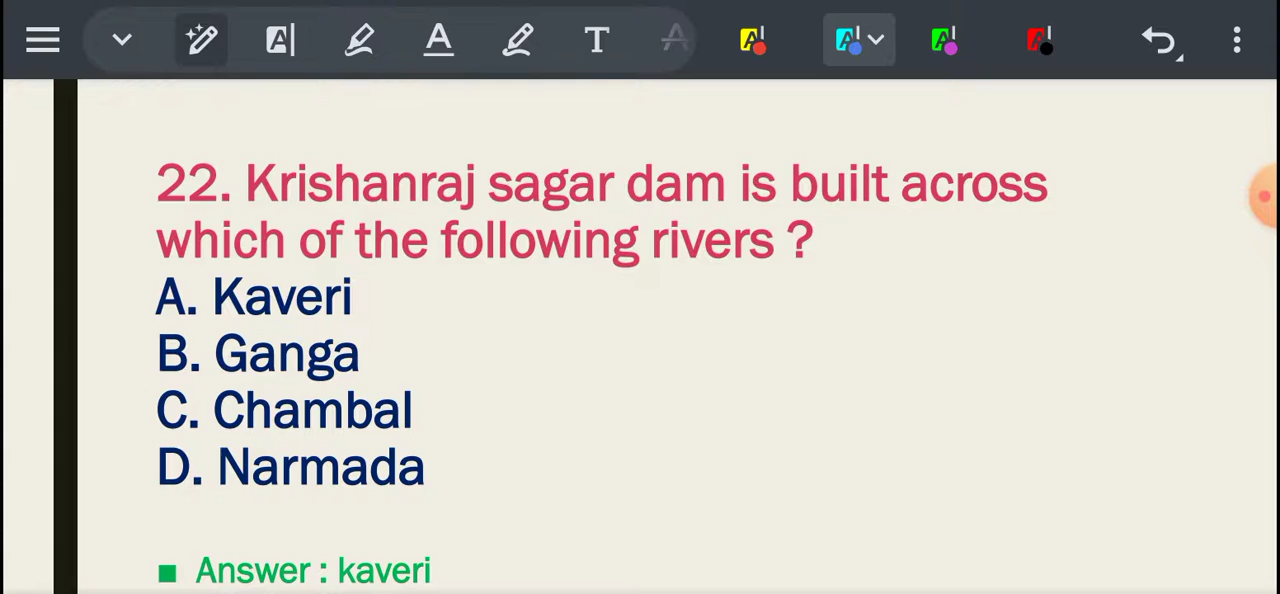 22. Krishanraj sagar dam is built across
which of the following rivers ?
A. Kaveri
B. Ganga
C. Chambal
D. Narmada
■ Answer : kaveri